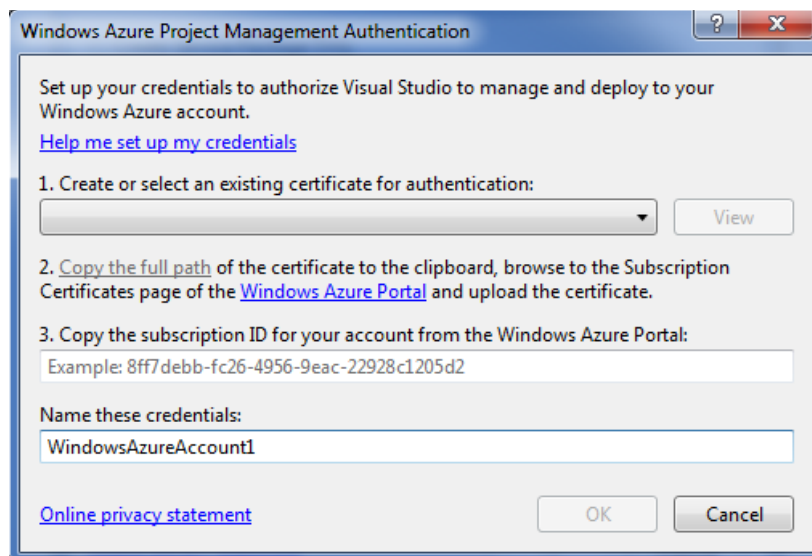 Windows Azure Project Management Authentication
?
Set up your credentials to authorize Visual Studio to manage and deploy to your
Windows Azure account.
Help me set up my credentials
1. Create or select an existing certificate for authentication:
View
2. Copy the full path of the certificate to the clipboard, browse to the Subscription
Certificates page of the Windows Azure Portal and upload the certificate.
3. Copy the subscription ID for your account from the Windows Azure Portal:
Example: 8ff7debb-fc26-4956-9eac-22928c1205d2
Name these credentials:
WindowsAzureAccount1
Online privacy statement
OK
Cancel